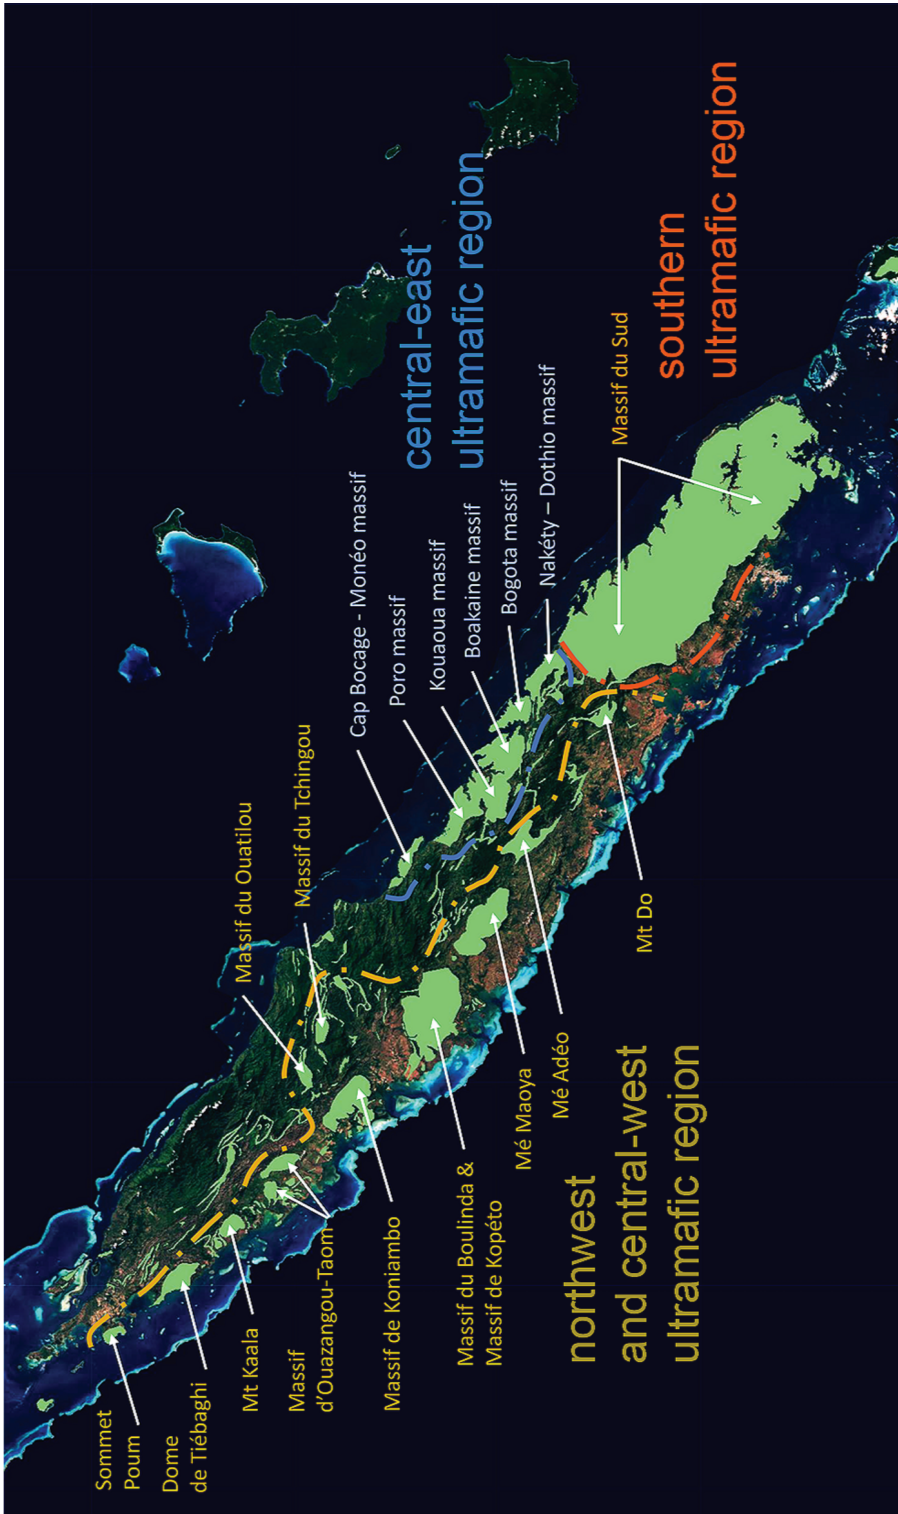 Sommet
Poum
Dome
de Tiébaghi
Mt Kaala
Massif
d'Ouazangou-Taom
Massif de Koniambo
Massif du Boulinda &
Massif de Kopéto
Mé Maoya
Mé Adéo
Mt Do
northwest
and central-west
ultramafic region
Massif du Ouatilou
Massif du Tchingou
Cap Bocage - Monéo massif
Poro massif
Kouaoua massif
Boakaine massif
Bogota massif
Nakéty – Dothio massif
central-east
ultramafic region
Massif du Sud
southern
ultramafic region